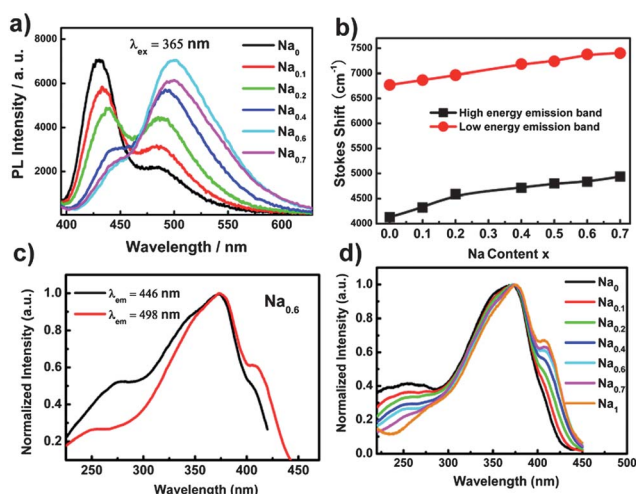 a)
λex = 365 nm
Na0
Na0.1
Na0.2
Na0.4
Na0.6
Na0.7
PL Intensity / a. u.
8000
6000
4000
2000
400 450 500 550 600
Wavelength / nm
b)
Stokes Shift (cm-1)
7500
7000
6500
6000
5500
5000
4500
4000
High energy emission band
Low energy emission band
0.0 0.1 0.2 0.3 0.4 0.5 0.6 0.7
Na Content x
c)
λem = 446 nm
λem = 498 nm
Na0.6
Normalized Intensity (a.u.)
1.0
0.8
0.6
0.4
0.2
250 300 350 400 450
Wavelength (nm)
d)
Na0
Na0.1
Na0.2
Na0.4
Na0.6
Na0.7
Na1
Normalized Intensity (a.u.)
1.0
0.8
0.6
0.4
0.2
0.0
250 300 350 400 450 500
Wavelength (nm)